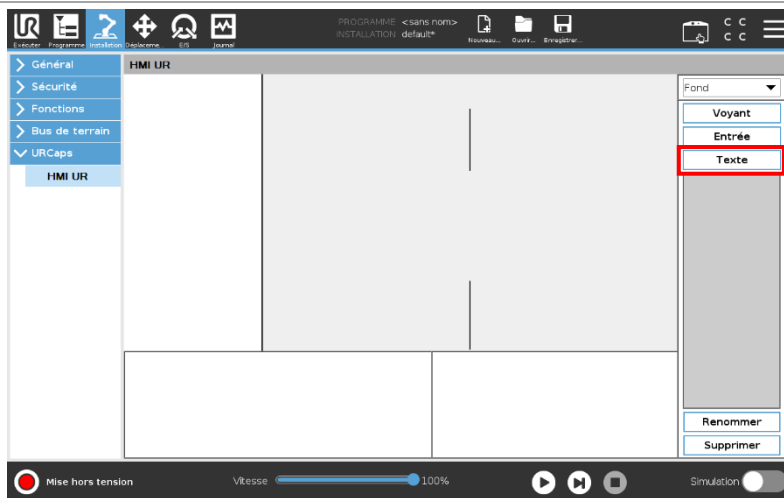 UR
PROGRAMME <sans nom>
INSTALLATION default*
Exécuter Programme Installation Déplaceme... E/S Journal
Nouveau... Ouvrir... Enregistrer...
C C
C C
Général
HMI UR
Sécurité
Fond
Fonctions
Voyant
Bus de terrain
Entrée
URCaps
Texte
HMI UR
Renommer
Supprimer
Mise hors tension
Vitesse
100%
Simulation